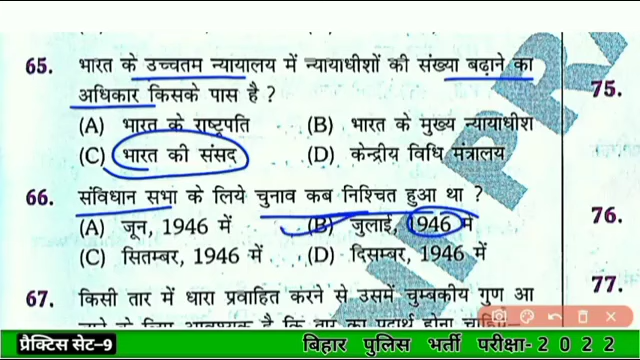 65. भारत के उच्चतम न्यायालय में न्यायाधीशों की संख्या बढ़ाने का
अधिकार किसके पास है ?
(A) भारत के राष्ट्रपति (B) भारत के मुख्य न्यायाधीश
(C) भारत की संसद (D) केन्द्रीय विधि मंत्रालय
66. संविधान सभा के लिये चुनाव कब निश्चित हुआ था ?
(A) जून, 1946 में (B) जुलाई, 1946 में
(C) सितम्बर, 1946 में (D) दिसम्बर, 1946 में
67. किसी तार में धारा प्रवाहित करने से उसमें चुम्बकीय गुण आ
75.
76.
77.
प्रैक्टिस सेट-9 बिहार पुलिस भर्ती परीक्षा-2022